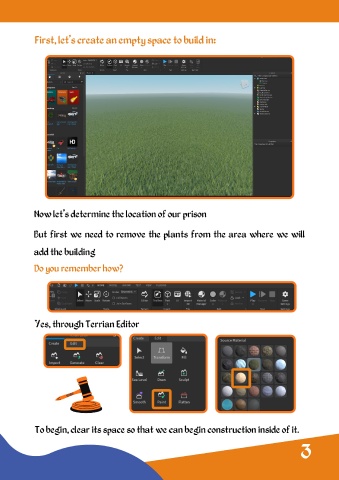 First, let's create an empty space to build in:
Now let's determine the location of our prison
But first we need to remove the plants from the area where we will
add the building
Do you remember how?
Yes, through Terrian Editor
Create Edit
Import Generate Clear
Create Edit
Select Transform Fill
Sea Level Draw Sculpt
Smooth Paint Flatten
Source Material
To begin, clear its space so that we can begin construction inside of it.
3